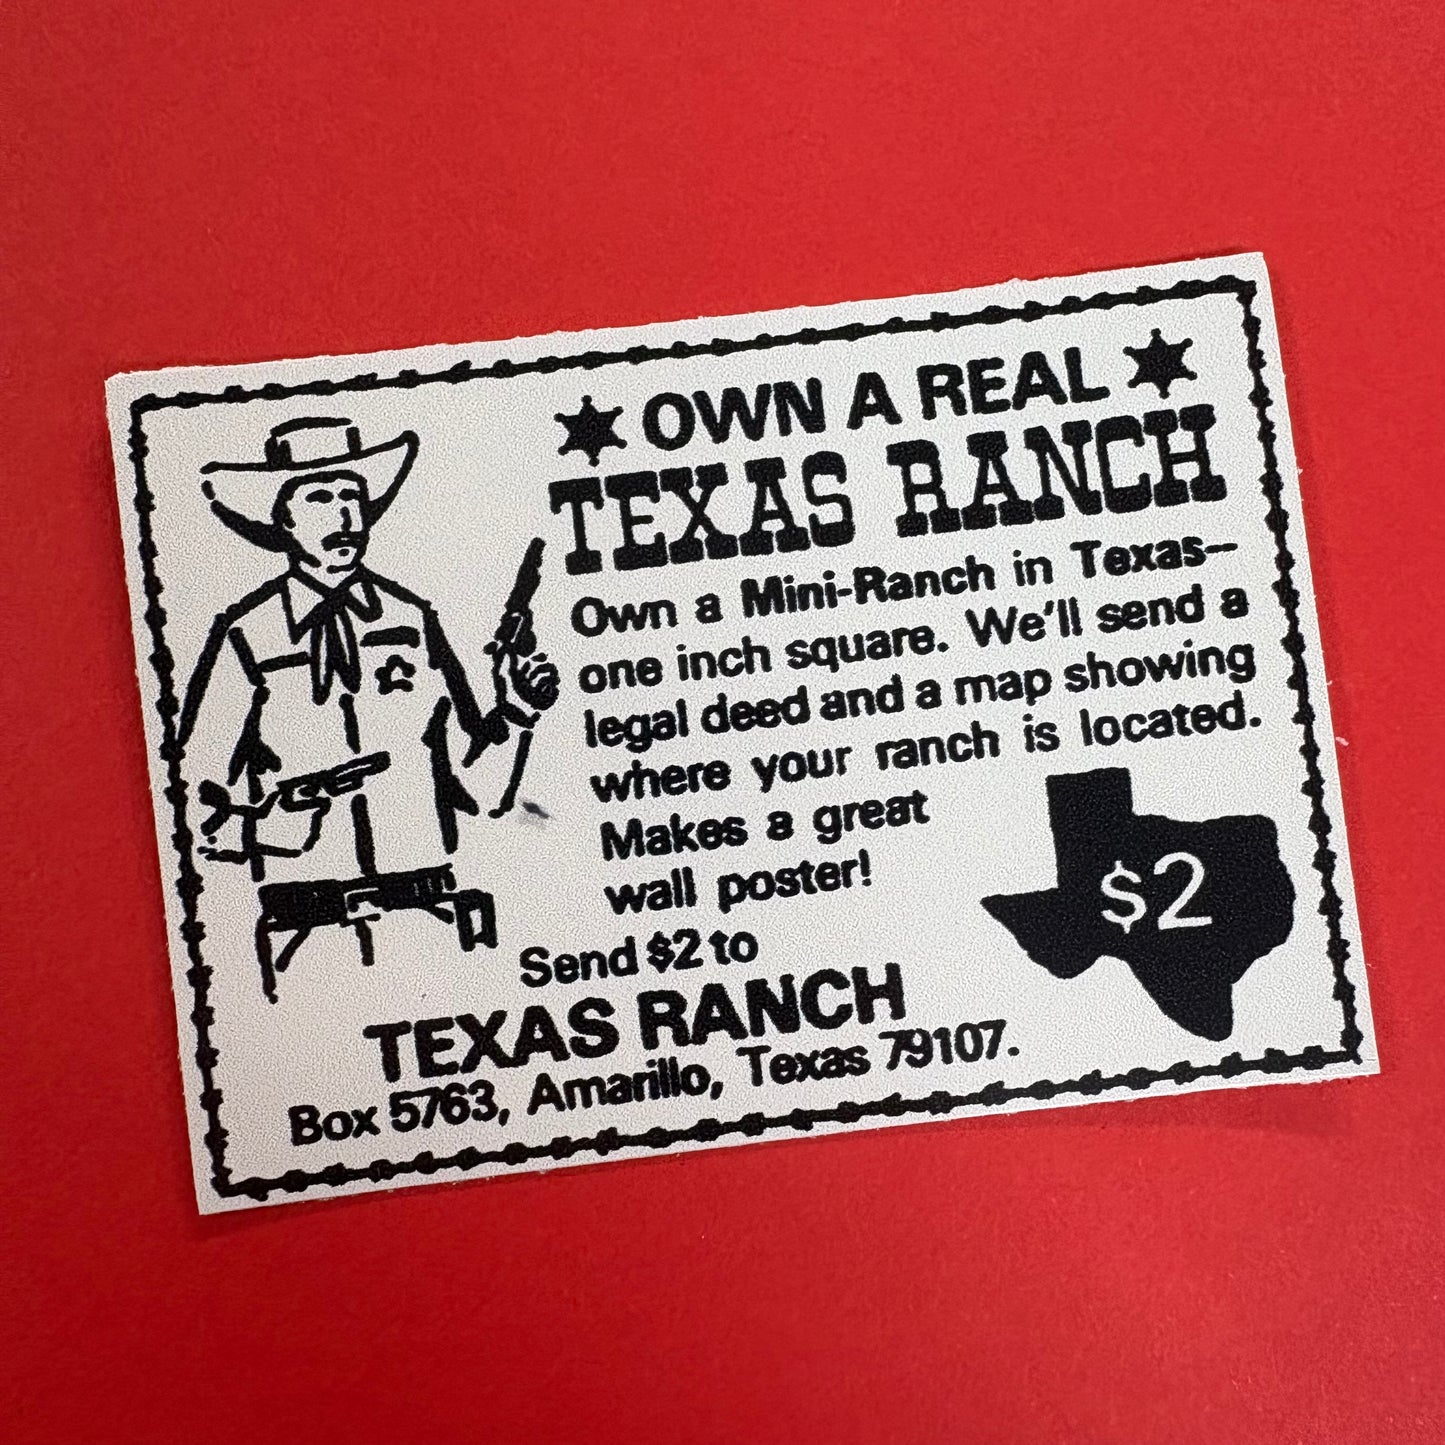 OWN A REAL
TEXAS RANCH
Own a Mini-Ranch in Texas—
one inch square. We'll send a
legal deed and a map showing
where your ranch is located.
Makes a great
wall poster!
$2
Send $2 to
TEXAS RANCH
Box 5763, Amarillo, Texas 79107.